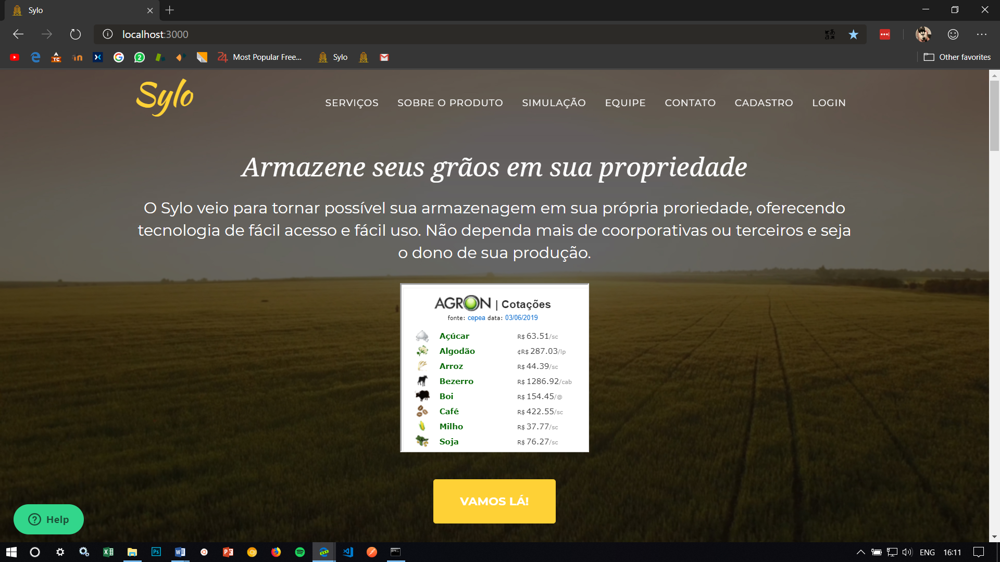 Sylo
localhost:3000
Most Popular Free...
Sylo
Other favorites
Sylo
SERVIÇOS
SOBRE O PRODUTO
SIMULAÇÃO
EQUIPE
CONTATO
CADASTRO
LOGIN
Armazene seus grãos em sua propriedade
O Sylo veio para tornar possível sua armazenagem em sua própria proriedade, oferecendo
tecnologia de fácil acesso e fácil uso. Não dependa mais de coorporativas ou terceiros e seja
o dono de sua produção.
AGRON | Cotações
fonte: cepea data: 03/06/2019
Açúcar R$ 63.51/sc
Algodão ¢R$ 287.03/lp
Arroz R$ 44.39/sc
Bezerro R$ 1286.92/cab
Boi R$ 154.45/@
Café R$ 422.55/sc
Milho R$ 37.77/sc
Soja R$ 76.27/sc
VAMOS LÁ!
Help
ENG
16:11